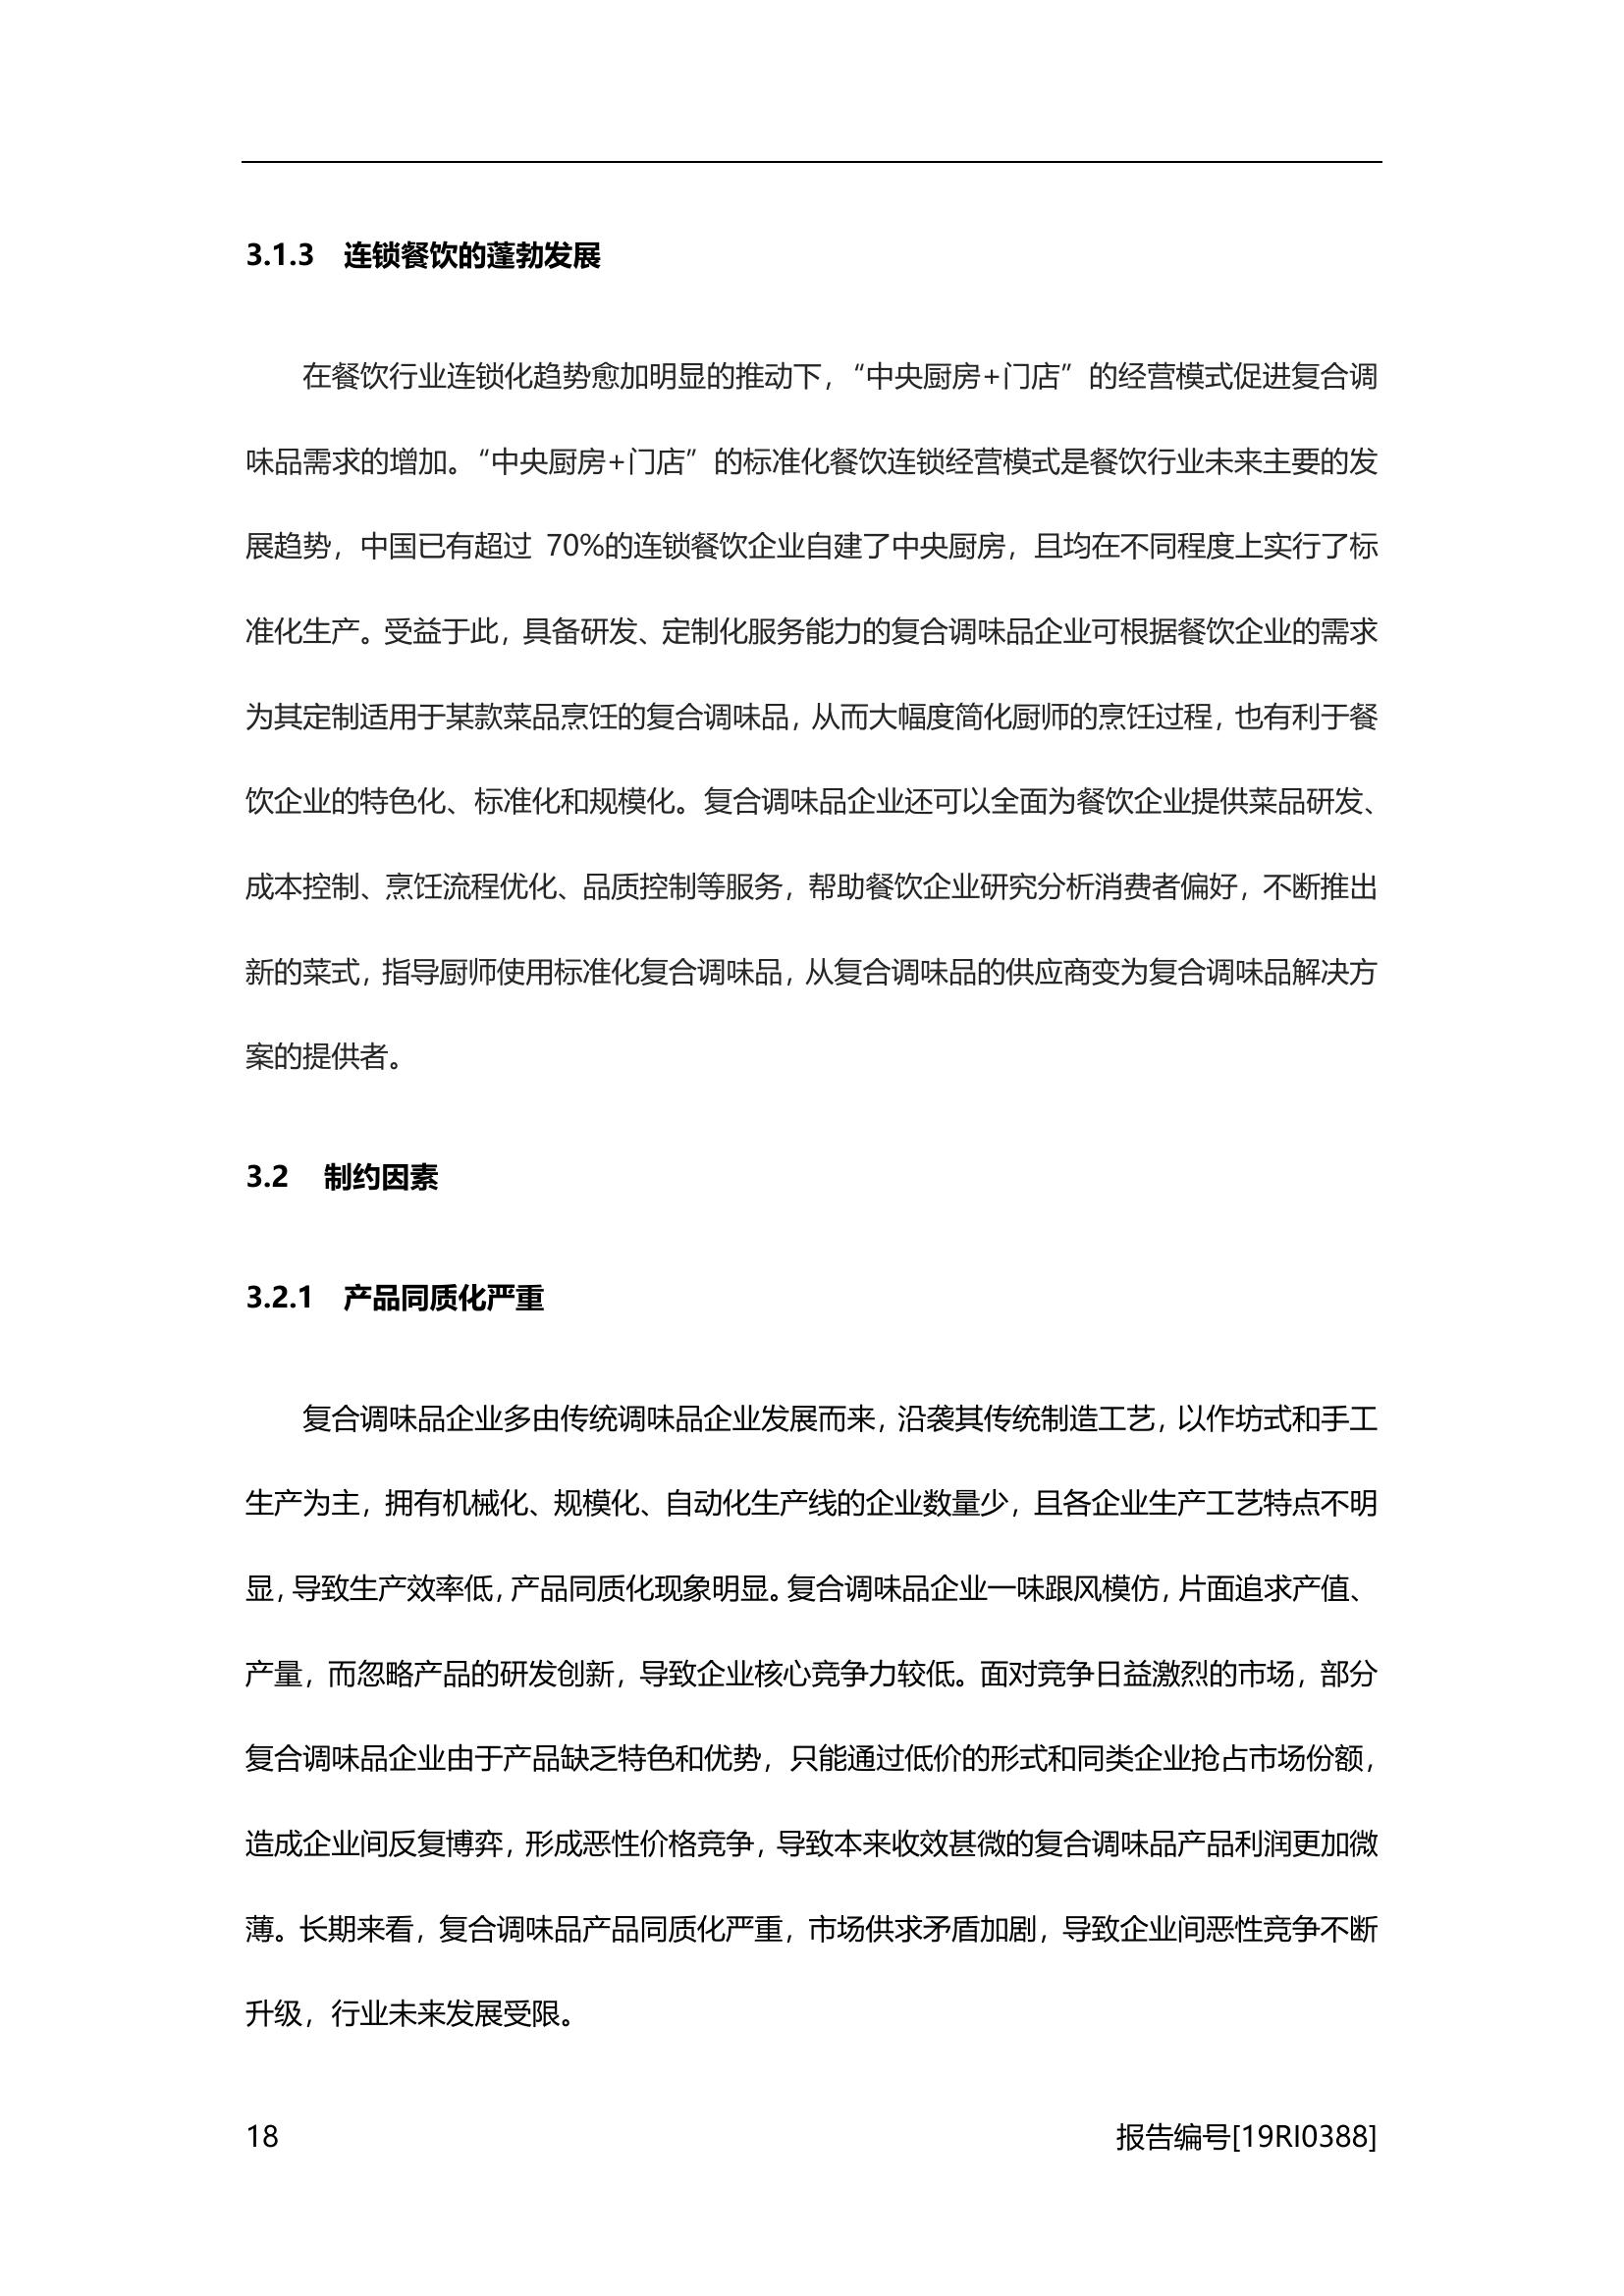 3.1.3 连锁餐饮的蓬勃发展
在餐饮行业连锁化趋势愈加明显的推动下，“中央厨房+门店”的经营模式促进复合调
味品需求的增加。“中央厨房+门店”的标准化餐饮连锁经营模式是餐饮行业未来主要的发
展趋势，中国已有超过 70%的连锁餐饮企业自建了中央厨房，且均在不同程度上实行了标
准化生产。受益于此，具备研发、定制化服务能力的复合调味品企业可根据餐饮企业的需求
为其定制适用于某款菜品烹饪的复合调味品，从而大幅度简化厨师的烹饪过程，也有利于餐
饮企业的特色化、标准化和规模化。复合调味品企业还可以全面为餐饮企业提供菜品研发、
成本控制、烹饪流程优化、品质控制等服务，帮助餐饮企业研究分析消费者偏好，不断推出
新的菜式，指导厨师使用标准化复合调味品，从复合调味品的供应商变为复合调味品解决方
案的提供者。
3.2 制约因素
3.2.1 产品同质化严重
复合调味品企业多由传统调味品企业发展而来，沿袭其传统制造工艺，以作坊式和手工
生产为主，拥有机械化、规模化、自动化生产线的企业数量少，且各企业生产工艺特点不明
显，导致生产效率低，产品同质化现象明显。复合调味品企业一味跟风模仿，片面追求产值、
产量，而忽略产品的研发创新，导致企业核心竞争力较低。面对竞争日益激烈的市场，部分
复合调味品企业由于产品缺乏特色和优势，只能通过低价的形式和同类企业抢占市场份额，
造成企业间反复博弈，形成恶性价格竞争，导致本来收效甚微的复合调味品产品利润更加微
薄。长期来看，复合调味品产品同质化严重，市场供求矛盾加剧，导致企业间恶性竞争不断
升级，行业未来发展受限。
18 报告编号[19RI0388]